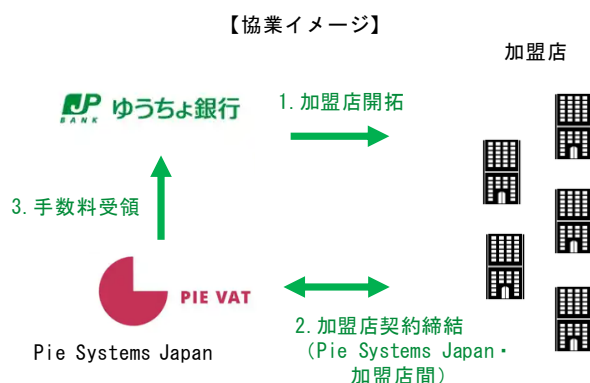 【協業イメージ】
加盟店
JP
BANK
ゆうちょ銀行
1.加盟店開拓
3.手数料受領
PIE VAT
Pie Systems Japan
2.加盟店契約締結
(Pie Systems Japan・
加盟店間)